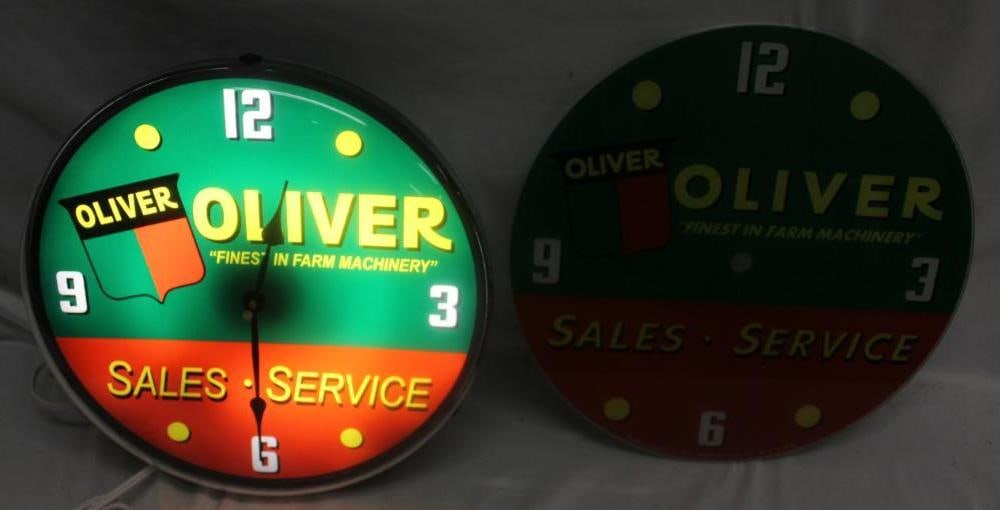 12
OLIVER
OLIVER
"FINEST IN FARM MACHINERY"
9
3
SALES · SERVICE
6
12
OLIVER
OLIVER
"FINEST IN FARM MACHINERY"
9
3
SALES · SERVICE
6